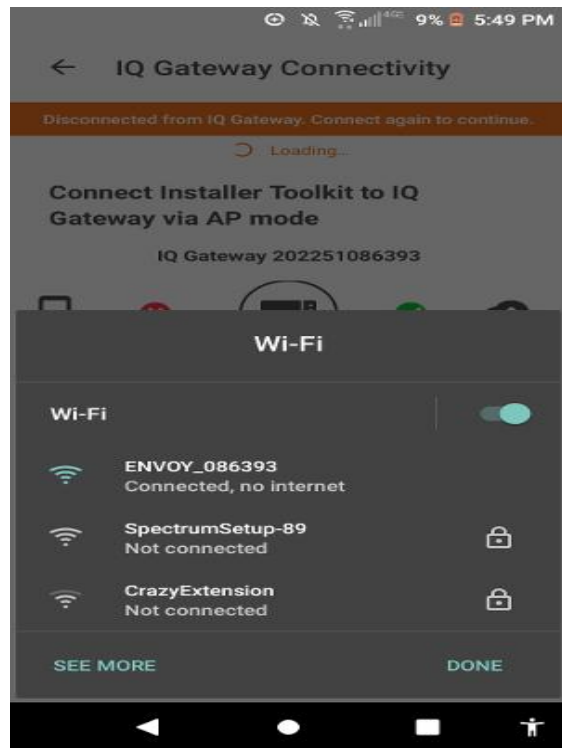 9% 5:49 PM
IQ Gateway Connectivity
Disconnected from IQ Gateway. Connect again to continue.
Loading...
Connect Installer Toolkit to IQ
Gateway via AP mode
IQ Gateway 202251086393
Wi-Fi
Wi-Fi
ENVOY_086393
Connected, no internet
SpectrumSetup-89
Not connected
CrazyExtension
Not connected
SEE MORE
DONE